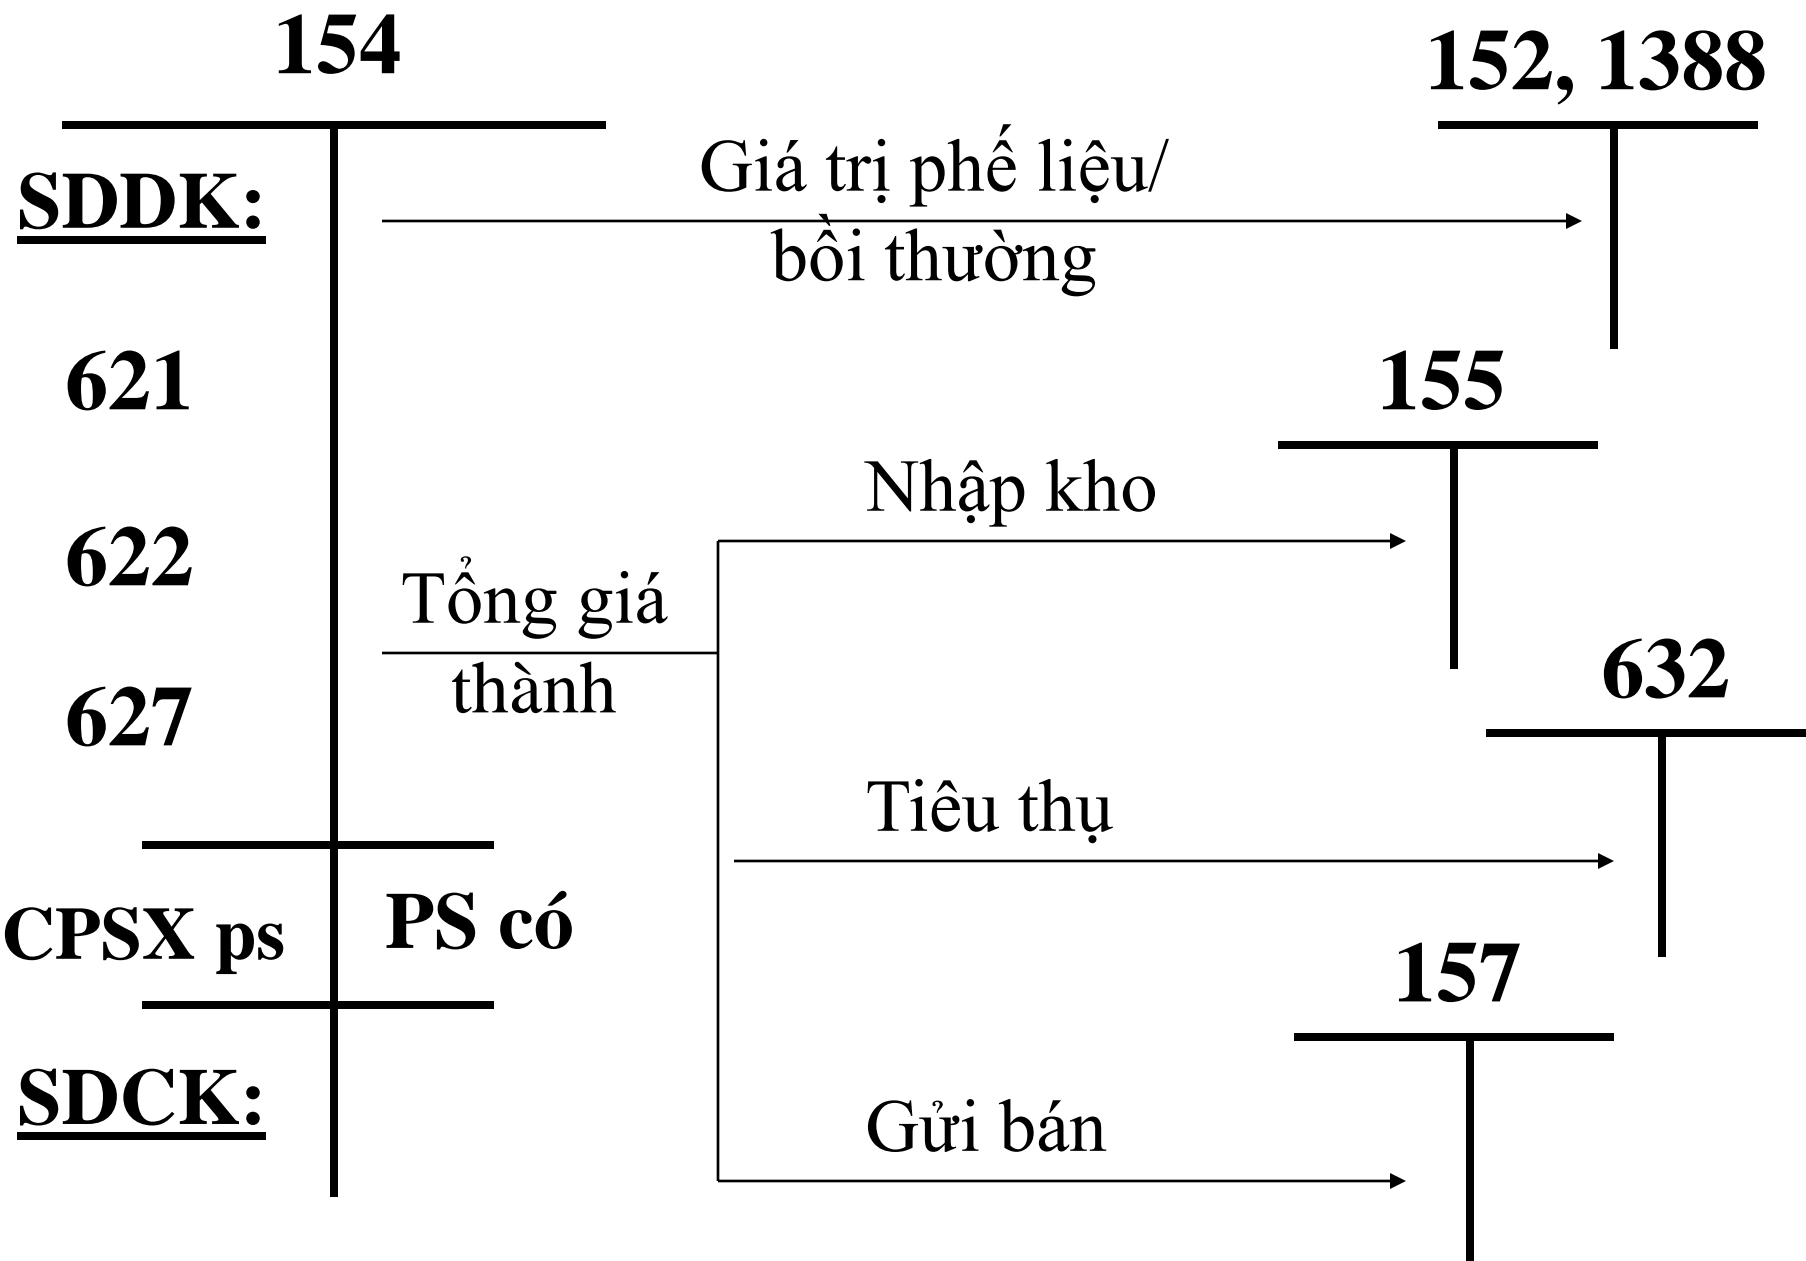 154
152, 1388
Giá trị phế liệu/
bồi thường
SDDK:
621
155
Nhập kho
622
Tổng giá
thành
632
627
Tiêu thụ
CPSX ps
PS có
157
SDCK:
Gửi bán